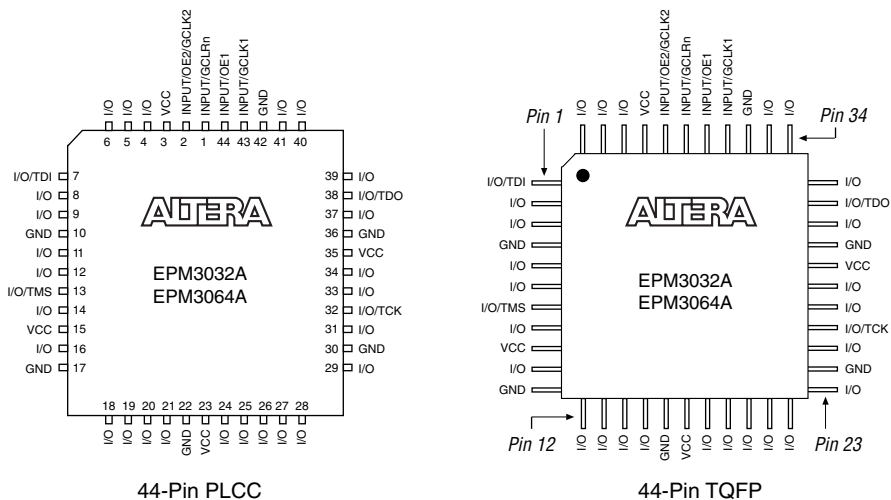 I/O
I/O
I/O
VCC
INPUT/OE2/GCLK2
INPUT/GCLRn
INPUT/OE1
INPUT/GCLK1
GND
I/O
I/O
6 5 4 3 2 1 44 43 42 41 40
I/O/TDI 7
I/O 8
I/O 9
GND 10
I/O 11
I/O 12
I/O/TMS 13
I/O 14
VCC 15
I/O 16
GND 17
39 I/O
38 I/O/TDO
37 I/O
36 GND
35 VCC
34 I/O
33 I/O
32 I/O/TCK
31 I/O
30 GND
29 I/O
ALTERA
EPM3032A
EPM3064A
18 19 20 21 22 23 24 25 26 27 28
I/O
I/O
I/O
I/O
GND
VCC
I/O
I/O
I/O
I/O
I/O
44-Pin PLCC
I/O
I/O
I/O
VCC
INPUT/OE2/GCLK2
INPUT/GCLRn
INPUT/OE1
INPUT/GCLK1
GND
I/O
I/O
Pin 1
Pin 34
I/O/TDI
I/O
I/O
GND
I/O
I/O
I/O/TMS
I/O
VCC
I/O
GND
I/O
I/O/TDO
I/O
GND
VCC
I/O
I/O
I/O/TCK
I/O
GND
I/O
ALTERA
EPM3032A
EPM3064A
Pin 12
Pin 23
I/O
I/O
I/O
I/O
GND
VCC
I/O
I/O
I/O
I/O
I/O
44-Pin TQFP